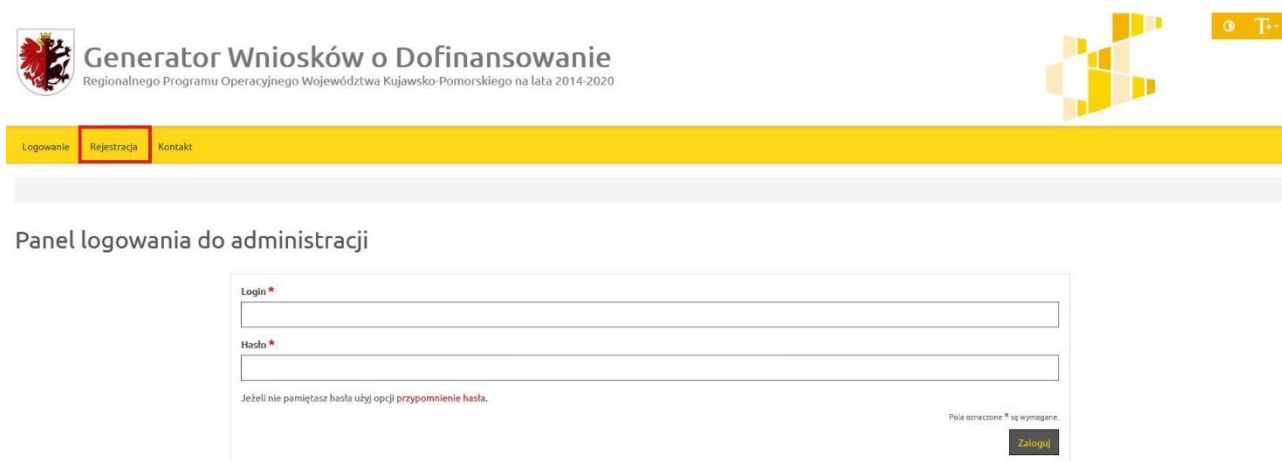 Generator Wniosków o Dofinansowanie
Regionalnego Programu Operacyjnego Województwa Kujawsko-Pomorskiego na lata 2014-2020
T+-
Logowanie Rejestracja Kontakt
Panel logowania do administracji
Login *
Hasło *
Jeżeli nie pamiętasz hasła użyj opcji przypomnienie hasła.
Pola oznaczone * są wymagane.
Zaloguj